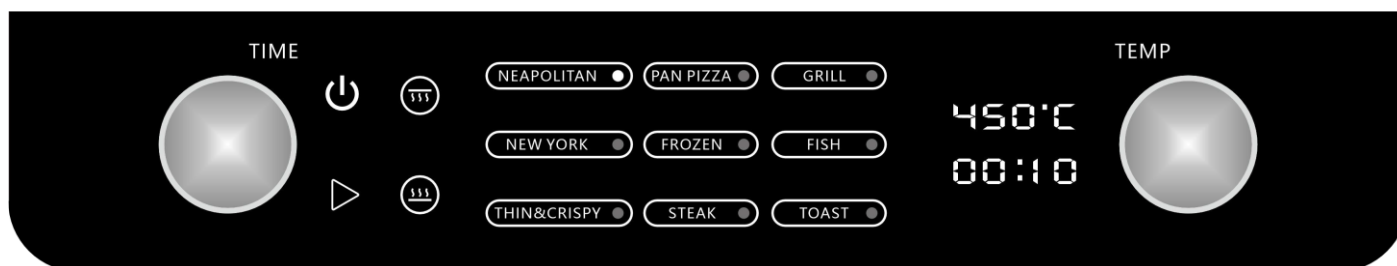 TIME
TEMP
NEAPOLITAN
PAN PIZZA
GRILL
NEW YORK
FROZEN
FISH
THIN&CRISPY
STEAK
TOAST
450°C
00:10